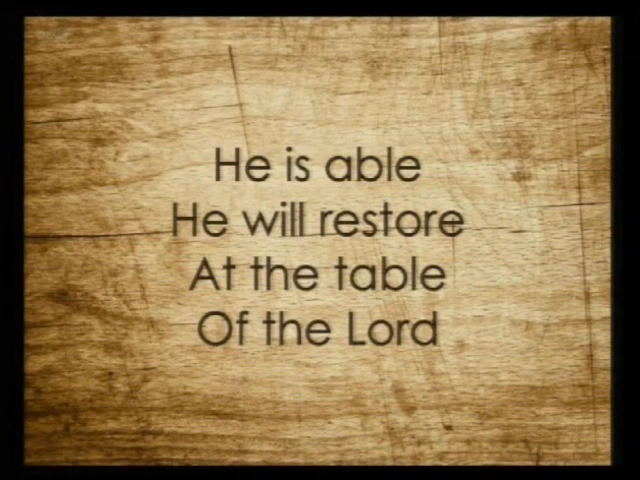 He is able
He will restore
At the table
Of the Lord